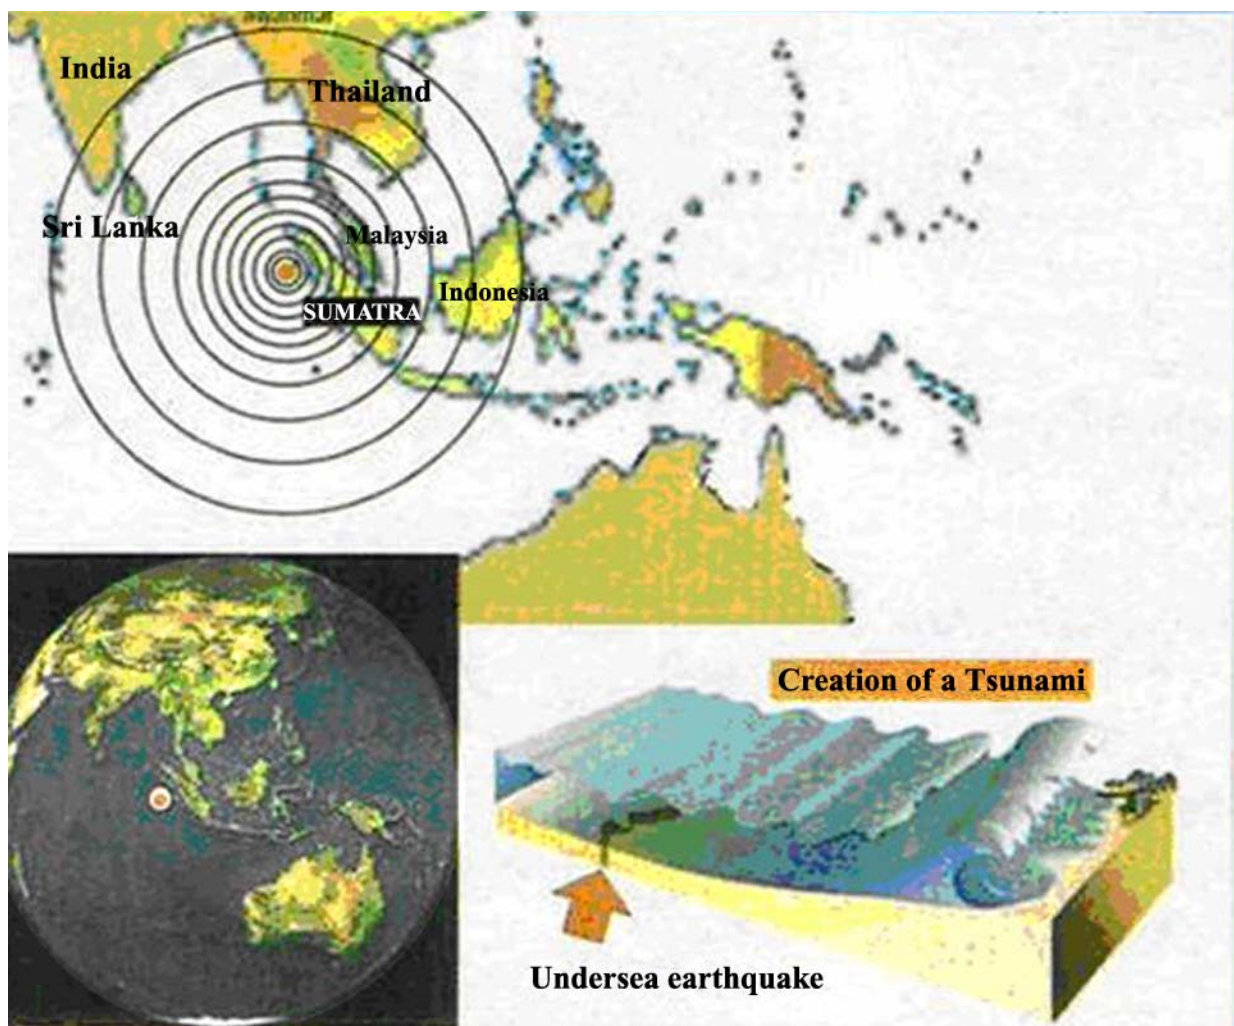 India
Thailand
Sri Lanka
Malaysia
Indonesia
SUMATRA
Creation of a Tsunami
Undersea earthquake